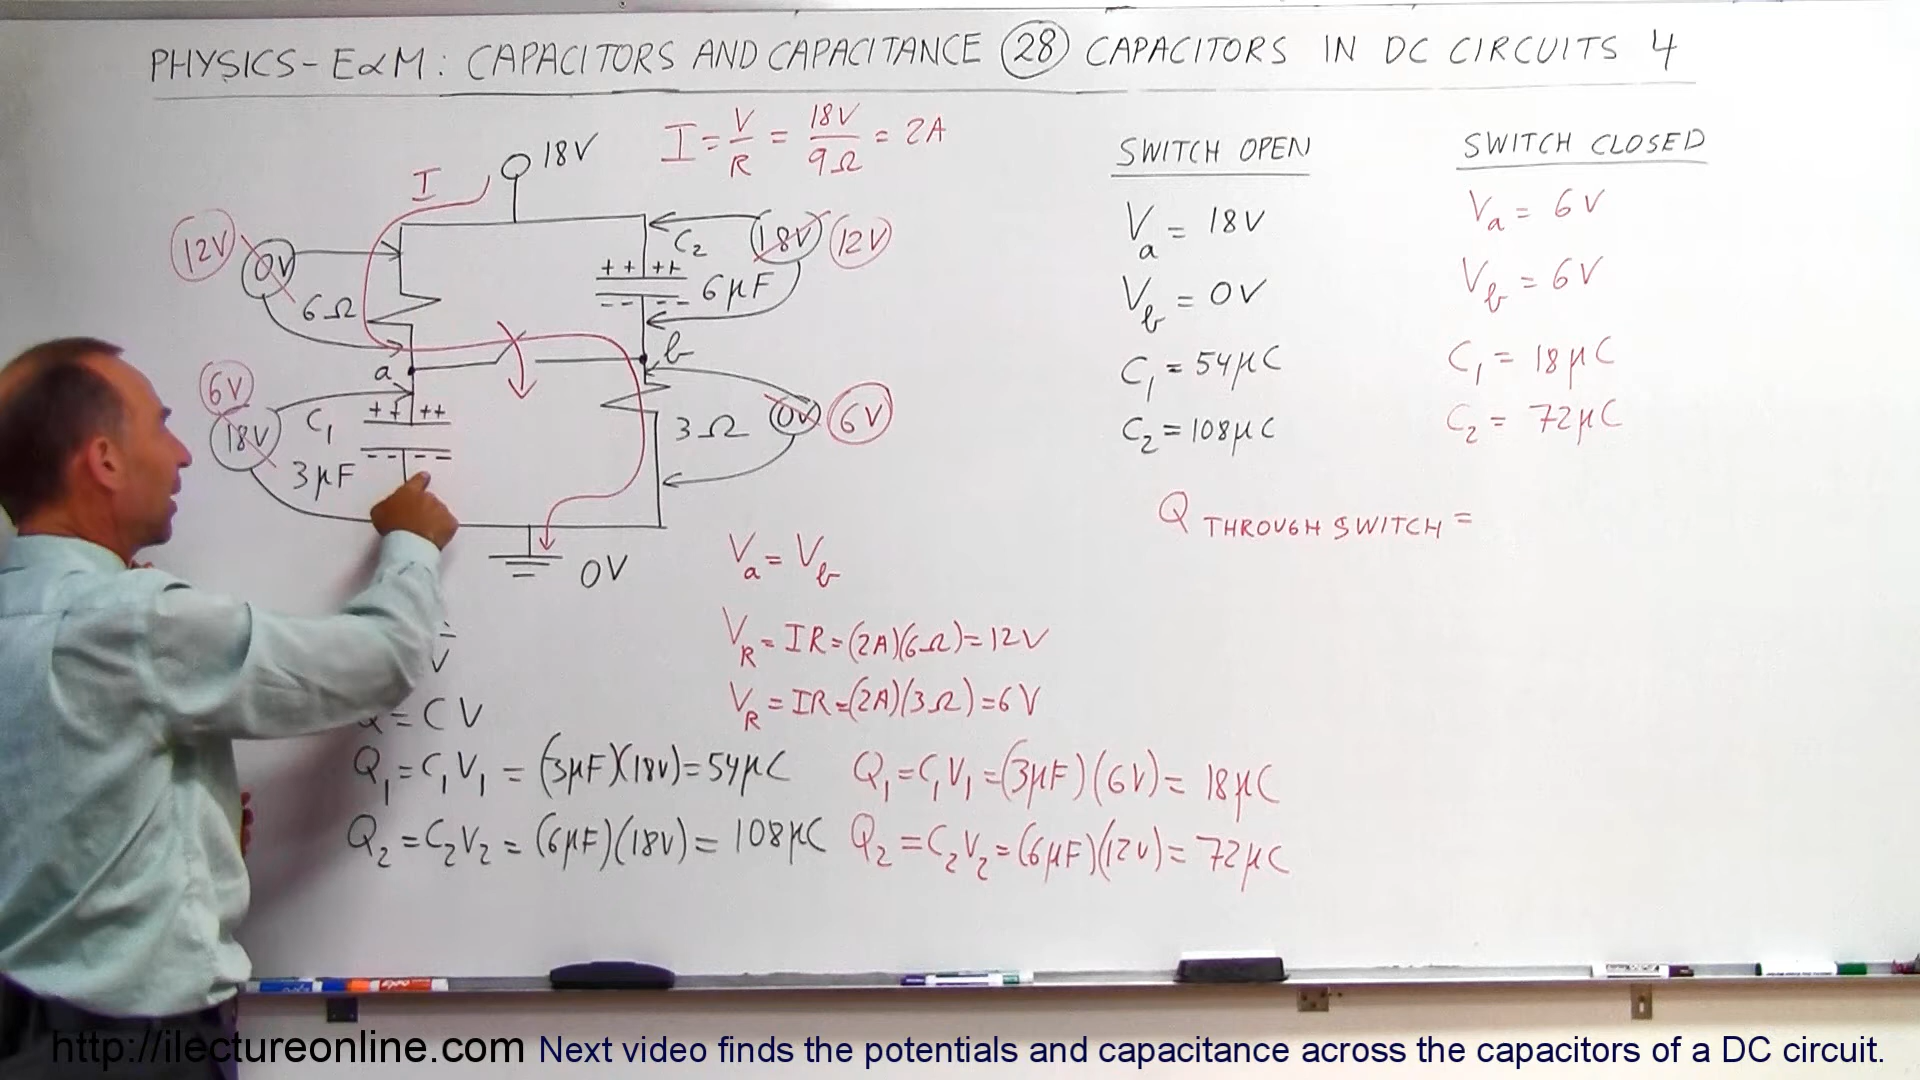 PHYSICS - E&M: CAPACITORS AND CAPACITANCE 28 CAPACITORS IN DC CIRCUITS 4
I = V/R = 18V/9Ω = 2A
18V
I
12V
0V
6Ω
C₂
18V
12V
++ ++
6μF
-- --
a
b
6V
18V
C₁
++ ++
3μF
-- --
3Ω
0V
6V
0V
SWITCH OPEN
Va = 18V
Vb = 0V
C₁ = 54μC
C₂ = 108μC
SWITCH CLOSED
Va = 6V
Vb = 6V
C₁ = 18μC
C₂ = 72μC
Q THROUGH SWITCH =
Va = Vb
V_R = IR = (2A)(6Ω) = 12V
V_R = IR = (2A)(3Ω) = 6V
V
Q = CV
Q₁ = C₁V₁ = (3μF)(18V) = 54μC
Q₂ = C₂V₂ = (6μF)(18V) = 108μC
Q₁ = C₁V₁ = (3μF)(6V) = 18μC
Q₂ = C₂V₂ = (6μF)(12V) = 72μC
http://ilectureonline.com Next video finds the potentials and capacitance across the capacitors of a DC circuit.